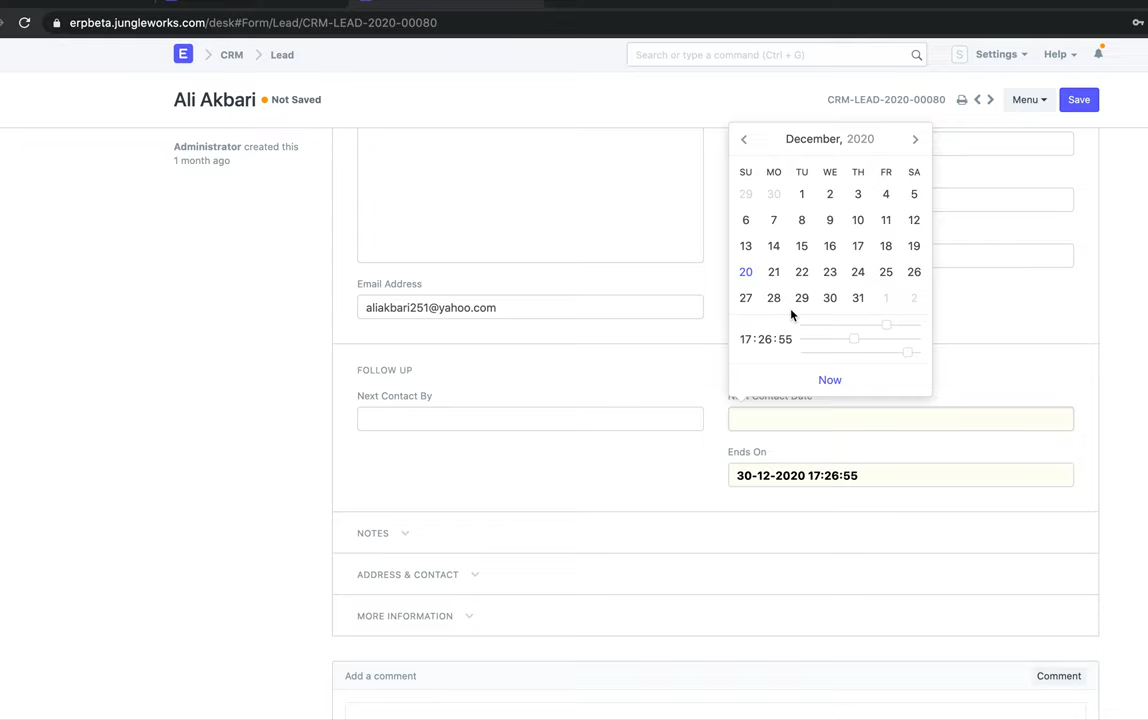 erpbeta.jungleworks.com/desk#Form/Lead/CRM-LEAD-2020-00080
E CRM Lead
Search or type a command (Ctrl + G)
S Settings Help
Ali Akbari Not Saved
CRM-LEAD-2020-00080 Menu Save
Administrator created this
1 month ago
December, 2020
SU MO TU WE TH FR SA
29 30 1 2 3 4 5
6 7 8 9 10 11 12
13 14 15 16 17 18 19
20 21 22 23 24 25 26
27 28 29 30 31 1 2
17:26:55
Now
Email Address
aliakbari251@yahoo.com
FOLLOW UP
Next Contact By
Next Contact Date
Ends On
30-12-2020 17:26:55
NOTES
ADDRESS & CONTACT
MORE INFORMATION
Add a comment
Comment